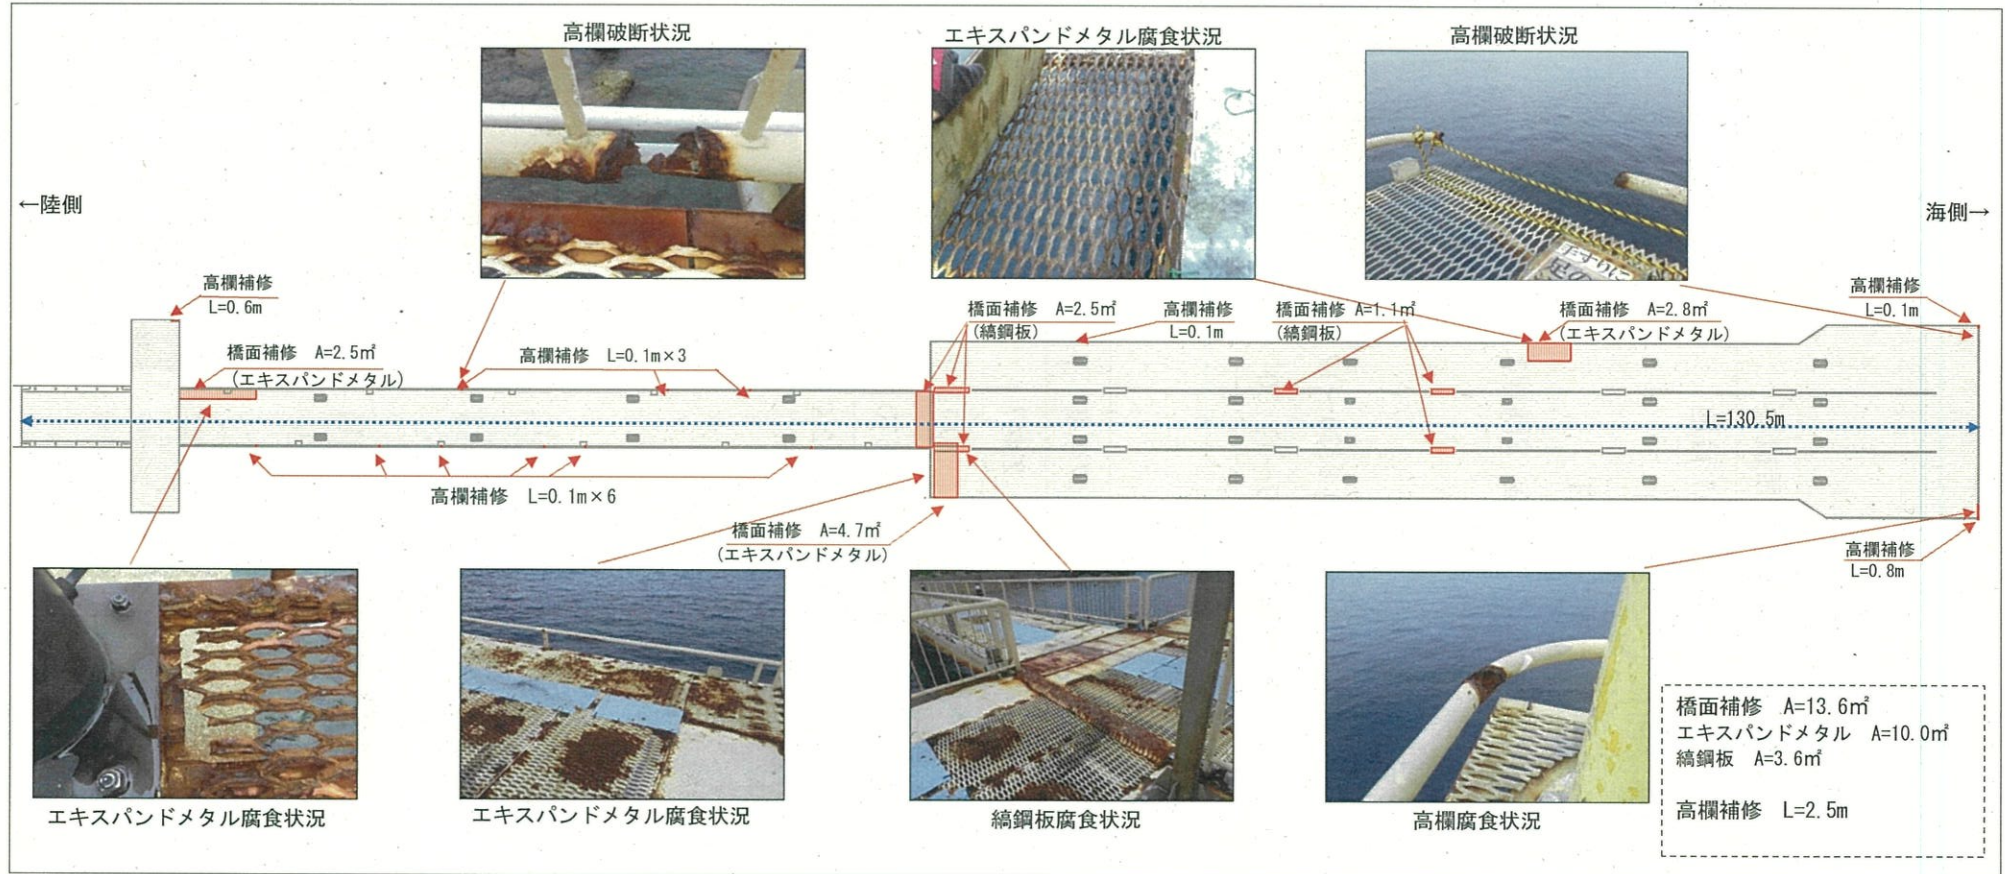 高欄破断状況
エキスパンドメタル腐食状況
高欄破断状況
←陸側
海側→
高欄補修
L=0.6m
橋面補修 A=2.5㎡
(エキスパンドメタル)
高欄補修 L=0.1m×3
橋面補修 A=2.5㎡
(縞鋼板)
高欄補修
L=0.1m
橋面補修 A=1.1㎡
(縞鋼板)
橋面補修 A=2.8㎡
(エキスパンドメタル)
高欄補修
L=0.1m
L=130.5m
高欄補修 L=0.1m×6
橋面補修 A=4.7㎡
(エキスパンドメタル)
高欄補修
L=0.8m
エキスパンドメタル腐食状況
エキスパンドメタル腐食状況
縞鋼板腐食状況
高欄腐食状況
橋面補修 A=13.6㎡
エキスパンドメタル A=10.0㎡
縞鋼板 A=3.6㎡
高欄補修 L=2.5m